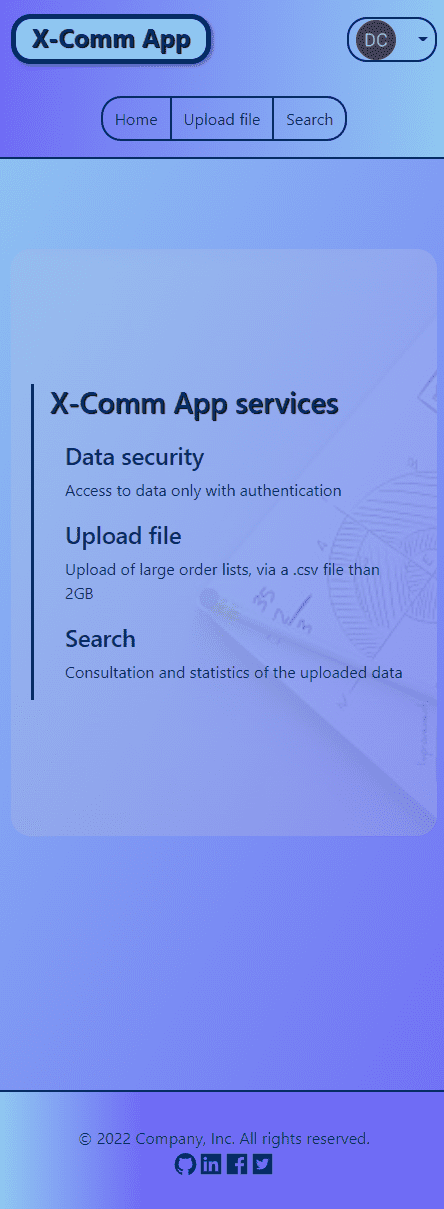 X-Comm App
DC
Home
Upload file
Search
X-Comm App services
Data security
Access to data only with authentication
Upload file
Upload of large order lists, via a .csv file than
2GB
Search
Consultation and statistics of the uploaded data
© 2022 Company, Inc. All rights reserved.